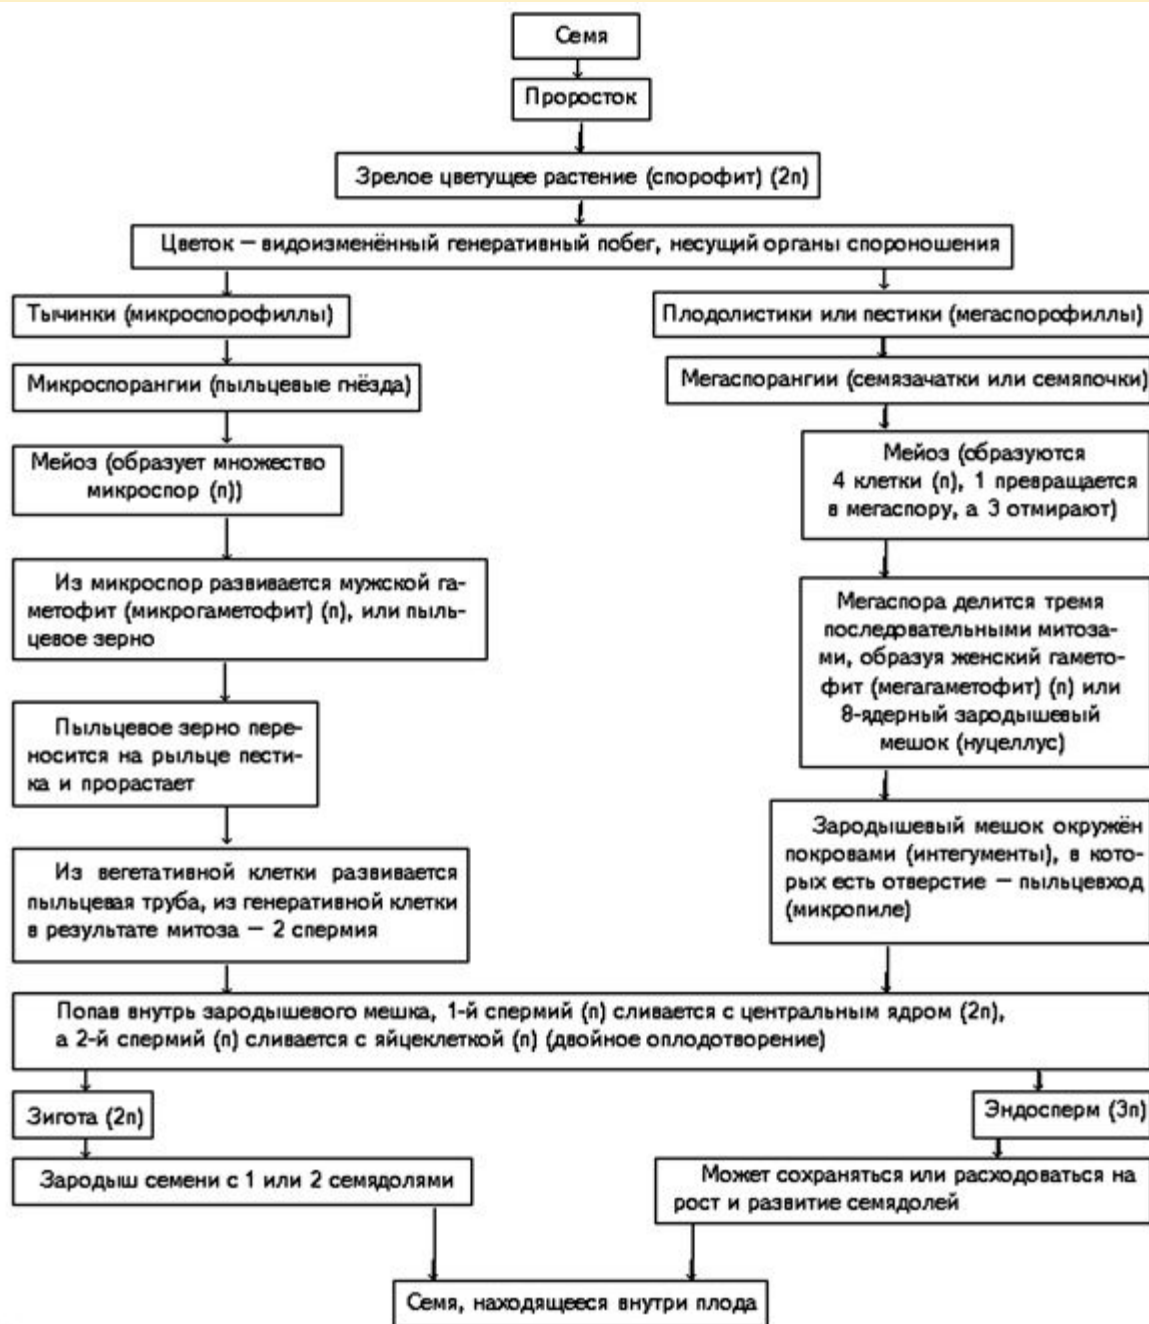 Семя
Проросток
Зрелое цветущее растение (спорофит) (2n)
Цветок — видоизменённый генеративный побег, несущий органы спороношения
Тычинки (микроспорофиллы)
Плодолистики или пестики (мегаспорофиллы)
Микроспорангии (пыльцевые гнёзда)
Мегаспорангии (семязачатки или семяпочки)
Мейоз (образует множество
микроспор (n))
Мейоз (образуются
4 клетки (n), 1 превращается
в мегаспору, а 3 отмирают)
Из микроспор развивается мужской га-
метофит (микрогаметофит) (n), или пыль-
цевое зерно
Мегаспора делится тремя
последовательными митоза-
ми, образуя женский гамето-
фит (мегагаметофит) (n) или
8-ядерный зародышевый
мешок (нуцеллус)
Пыльцевое зерно пере-
носится на рыльце пести-
ка и прорастает
Зародышевый мешок окружён
покровами (интегументы), в кото-
рых есть отверстие — пыльцевход
(микропиле)
Из вегетативной клетки развивается
пыльцевая труба, из генеративной клетки
в результате митоза — 2 спермия
Попав внутрь зародышевого мешка, 1-й спермий (n) сливается с центральным ядром (2n),
а 2-й спермий (n) сливается с яйцеклеткой (n) (двойное оплодотворение)
Зигота (2n)
Эндосперм (3n)
Зародыш семени с 1 или 2 семядолями
Может сохраняться или расходоваться на
рост и развитие семядолей
Семя, находящееся внутри плода